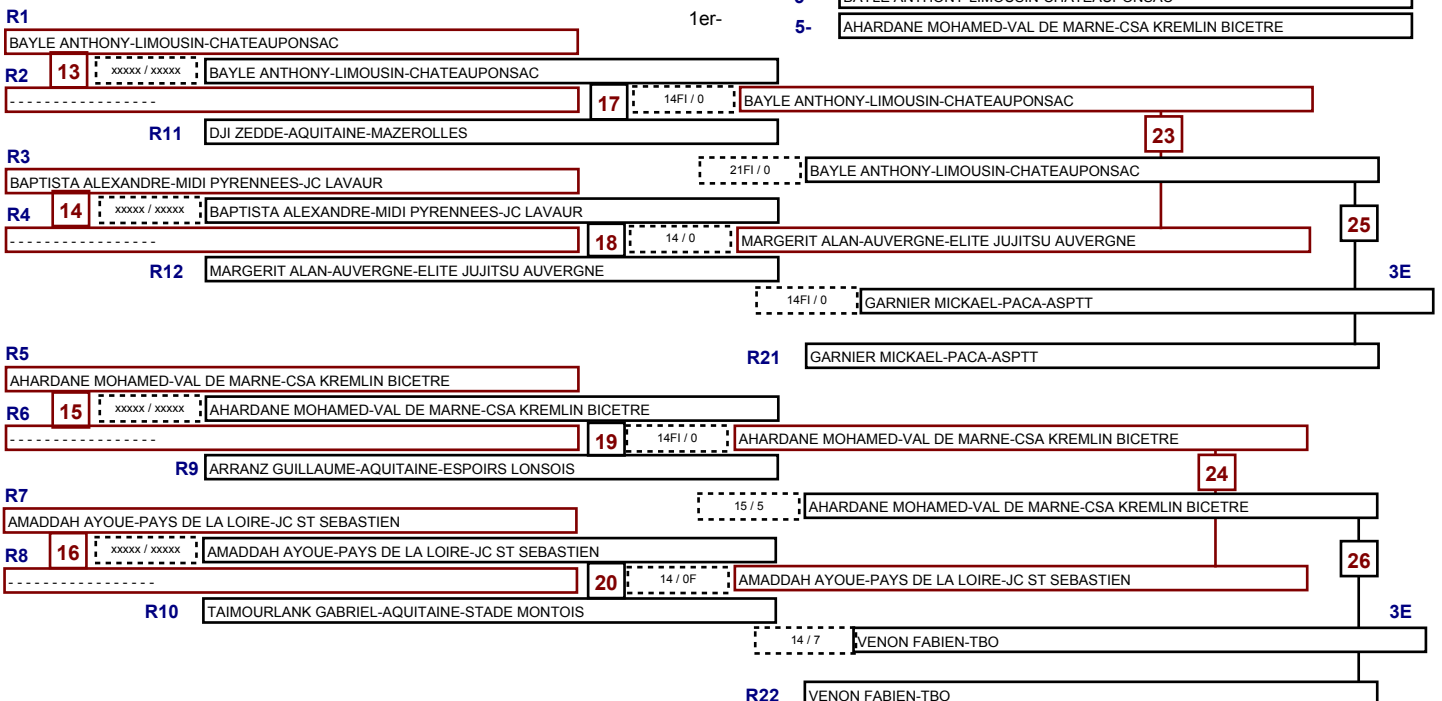 BAYLE ANTHONY-LIMOUSIN-CHATEAUPONSAC
R1
1er-
5- AHARDANE MOHAMED-VAL DE MARNE-CSA KREMLIN BICETRE
BAYLE ANTHONY-LIMOUSIN-CHATEAUPONSAC
R2 13 xxxxx / xxxxx BAYLE ANTHONY-LIMOUSIN-CHATEAUPONSAC
- - - - - - - - - - - - - - - - - 17 14FI / 0 BAYLE ANTHONY-LIMOUSIN-CHATEAUPONSAC
R11 DJI ZEDDE-AQUITAINE-MAZEROLLES
23
R3
21FI / 0 BAYLE ANTHONY-LIMOUSIN-CHATEAUPONSAC
BAPTISTA ALEXANDRE-MIDI PYRENNEES-JC LAVAUR
R4 14 xxxxx / xxxxx BAPTISTA ALEXANDRE-MIDI PYRENNEES-JC LAVAUR
25
- - - - - - - - - - - - - - - - - 18 14 / 0 MARGERIT ALAN-AUVERGNE-ELITE JUJITSU AUVERGNE
R12 MARGERIT ALAN-AUVERGNE-ELITE JUJITSU AUVERGNE
3E
14FI / 0 GARNIER MICKAEL-PACA-ASPTT
R5
R21 GARNIER MICKAEL-PACA-ASPTT
AHARDANE MOHAMED-VAL DE MARNE-CSA KREMLIN BICETRE
R6 15 xxxxx / xxxxx AHARDANE MOHAMED-VAL DE MARNE-CSA KREMLIN BICETRE
- - - - - - - - - - - - - - - - - 19 14FI / 0 AHARDANE MOHAMED-VAL DE MARNE-CSA KREMLIN BICETRE
R9 ARRANZ GUILLAUME-AQUITAINE-ESPOIRS LONSOIS
24
R7
15 / 5 AHARDANE MOHAMED-VAL DE MARNE-CSA KREMLIN BICETRE
AMADDAH AYOUE-PAYS DE LA LOIRE-JC ST SEBASTIEN
R8 16 xxxxx / xxxxx AMADDAH AYOUE-PAYS DE LA LOIRE-JC ST SEBASTIEN
26
- - - - - - - - - - - - - - - - - 20 14 / 0F AMADDAH AYOUE-PAYS DE LA LOIRE-JC ST SEBASTIEN
R10 TAIMOURLANK GABRIEL-AQUITAINE-STADE MONTOIS
3E
14 / 7 VENON FABIEN-TBO
R22 VENON FABIEN-TBO